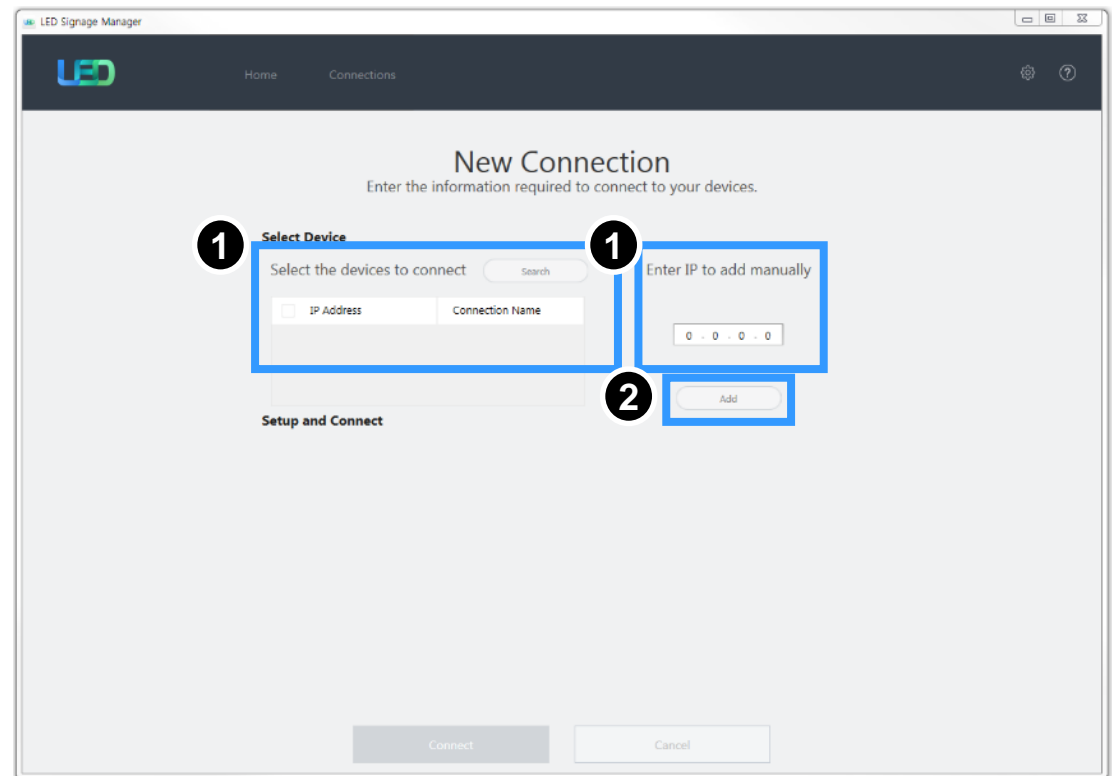 LED Signage Manager
LED
Home Connections
New Connection
Enter the information required to connect to your devices.
Select Device
1
Select the devices to connect Search
1
Enter IP to add manually
IP Address Connection Name
0 . 0 . 0 . 0
2
Add
Setup and Connect
Connect Cancel